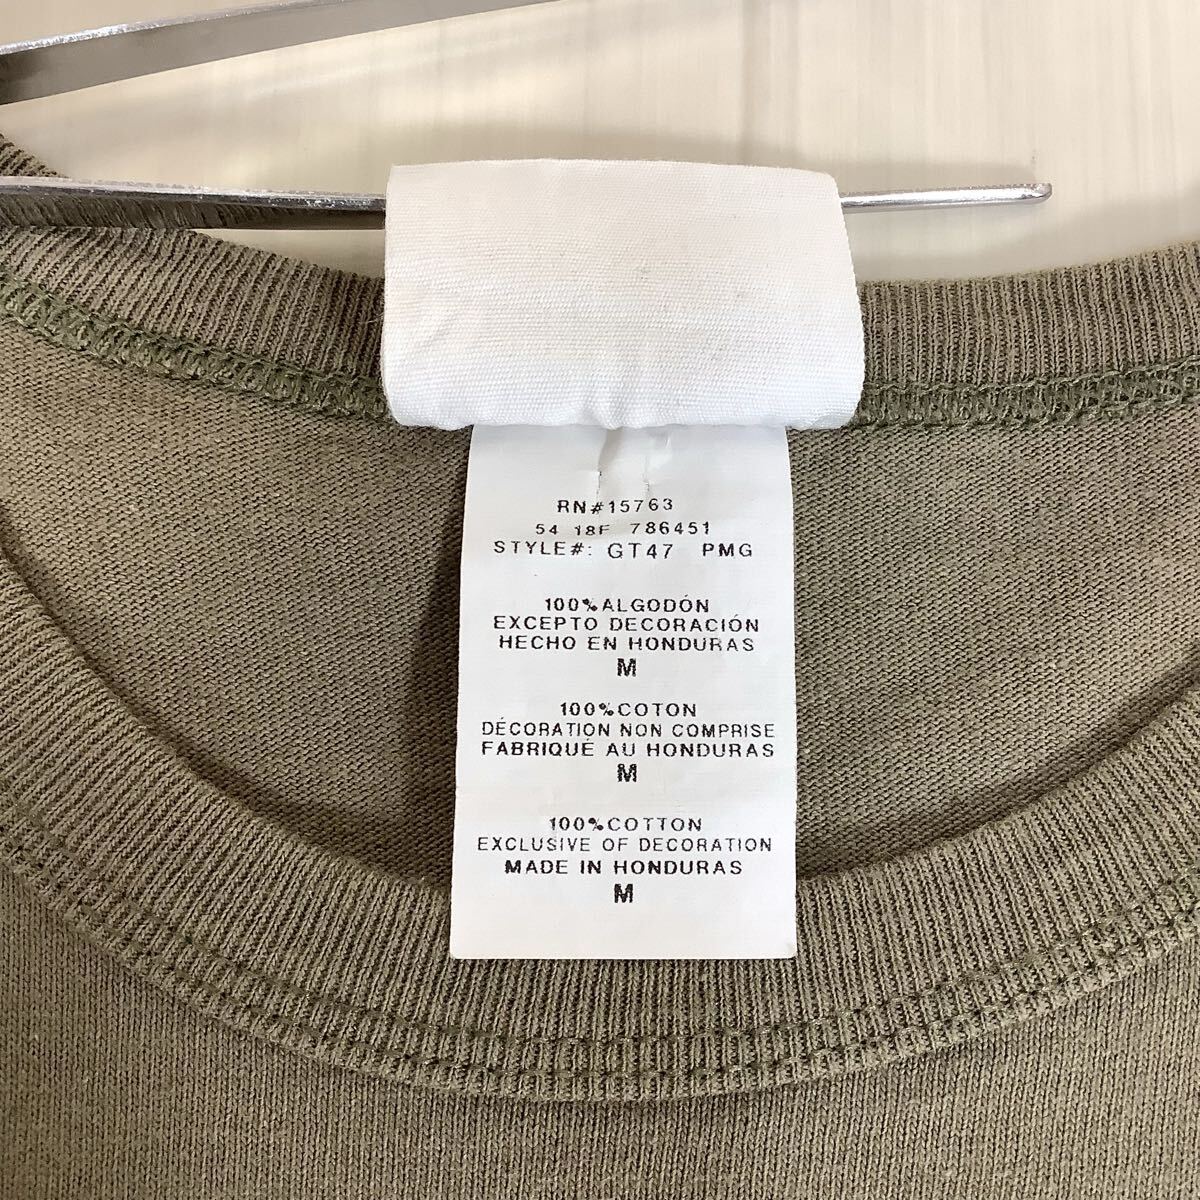 RN#15763
54 18F 786451
STYLE#: GT47 PMG
100%ALGODÓN
EXCEPTO DECORACIÓN
HECHO EN HONDURAS
M
100%COTON
DÉCORATION NON COMPRISE
FABRIQUÉ AU HONDURAS
M
100%COTTON
EXCLUSIVE OF DECORATION
MADE IN HONDURAS
M